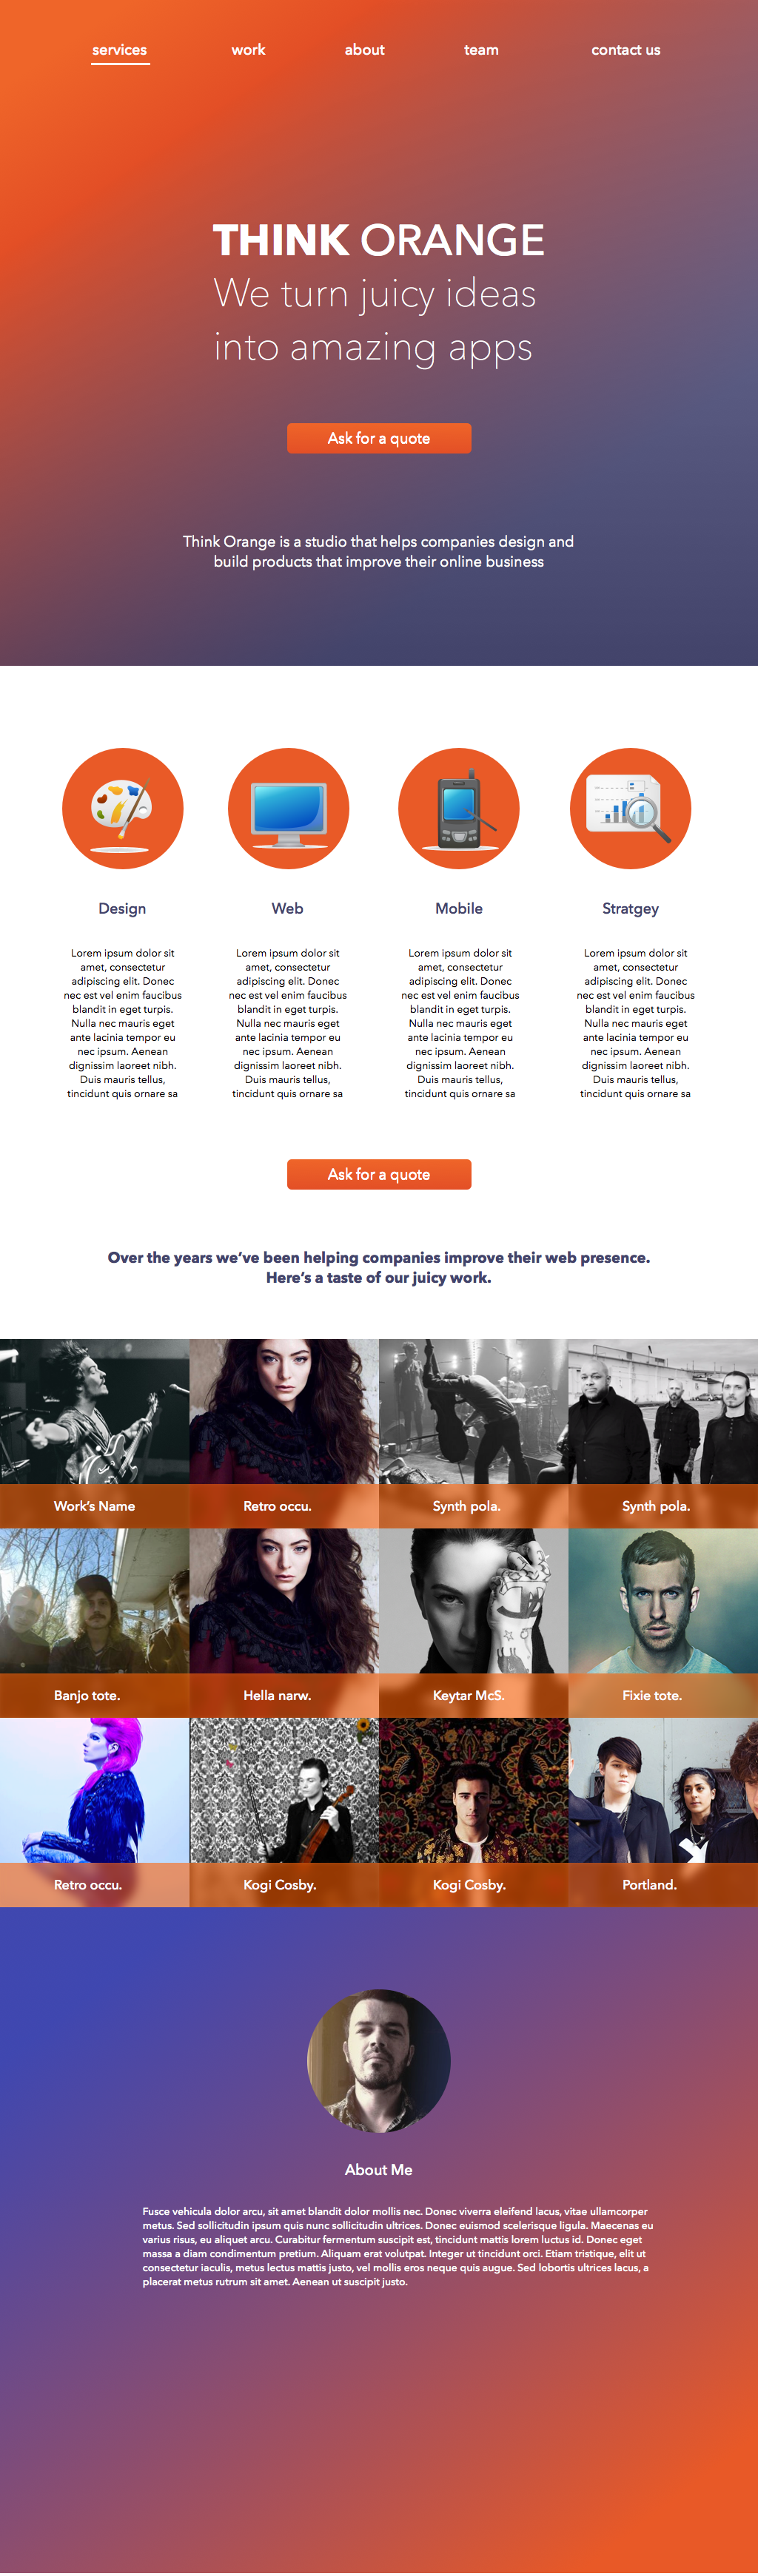 services work about team contact us
THINK ORANGE
We turn juicy ideas
into amazing apps
Ask for a quote
Think Orange is a studio that helps companies design and
build products that improve their online business
Design
Lorem ipsum dolor sit
amet, consectetur
adipiscing elit. Donec
nec est vel enim faucibus
blandit in eget turpis.
Nulla nec mauris eget
ante lacinia tempor eu
nec ipsum. Aenean
dignissim laoreet nibh.
Duis mauris tellus,
tincidunt quis ornare sa
Web
Lorem ipsum dolor sit
amet, consectetur
adipiscing elit. Donec
nec est vel enim faucibus
blandit in eget turpis.
Nulla nec mauris eget
ante lacinia tempor eu
nec ipsum. Aenean
dignissim laoreet nibh.
Duis mauris tellus,
tincidunt quis ornare sa
Mobile
Lorem ipsum dolor sit
amet, consectetur
adipiscing elit. Donec
nec est vel enim faucibus
blandit in eget turpis.
Nulla nec mauris eget
ante lacinia tempor eu
nec ipsum. Aenean
dignissim laoreet nibh.
Duis mauris tellus,
tincidunt quis ornare sa
Stratgey
Lorem ipsum dolor sit
amet, consectetur
adipiscing elit. Donec
nec est vel enim faucibus
blandit in eget turpis.
Nulla nec mauris eget
ante lacinia tempor eu
nec ipsum. Aenean
dignissim laoreet nibh.
Duis mauris tellus,
tincidunt quis ornare sa
Ask for a quote
Over the years we’ve been helping companies improve their web presence.
Here’s a taste of our juicy work.
Work’s Name Retro occu. Synth pola. Synth pola.
Banjo tote. Hella narw. Keytar McS. Fixie tote.
Retro occu. Kogi Cosby. Kogi Cosby. Portland.
About Me
Fusce vehicula dolor arcu, sit amet blandit dolor mollis nec. Donec viverra eleifend lacus, vitae ullamcorper
metus. Sed sollicitudin ipsum quis nunc sollicitudin ultrices. Donec euismod scelerisque ligula. Maecenas eu
varius risus, eu aliquet arcu. Curabitur fermentum suscipit est, tincidunt mattis lorem luctus id. Donec eget
massa a diam condimentum pretium. Aliquam erat volutpat. Integer ut tincidunt orci. Etiam tristique, elit ut
consectetur iaculis, metus lectus mattis justo, vel mollis eros neque quis augue. Sed lobortis ultrices lacus, a
placerat metus rutrum sit amet. Aenean ut suscipit justo.